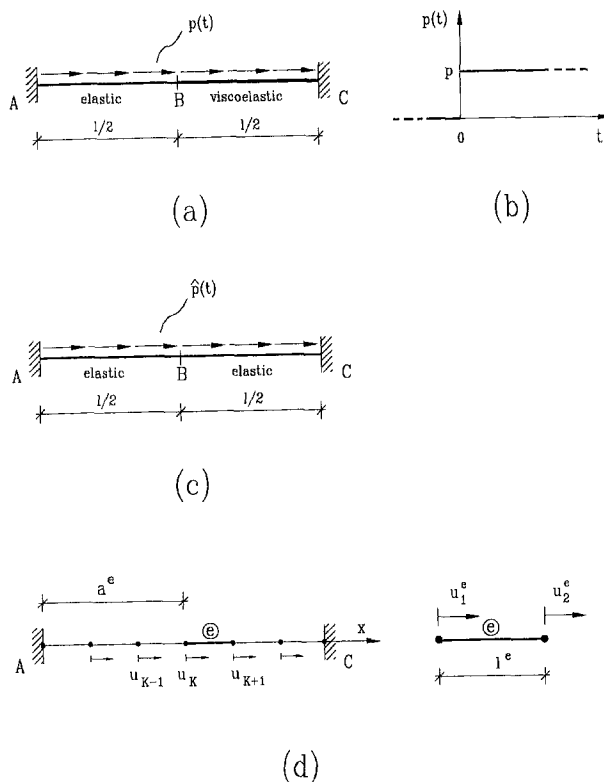 p(t)
A
elastic
B
viscoelastic
C
l/2
l/2
(a)
p(t)
p
0
t
(b)
p̂(t)
A
elastic
B
elastic
C
l/2
l/2
(c)
a^e
A
e
x
C
u_{K-1}
u_K
u_{K+1}
u_1^e
u_2^e
e
l^e
(d)